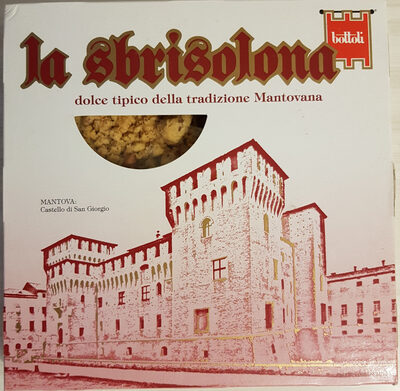 la sbrisolona
bottoli
dolce tipico della tradizione Mantovana
MANTOVA:
Castello di San Giorgio